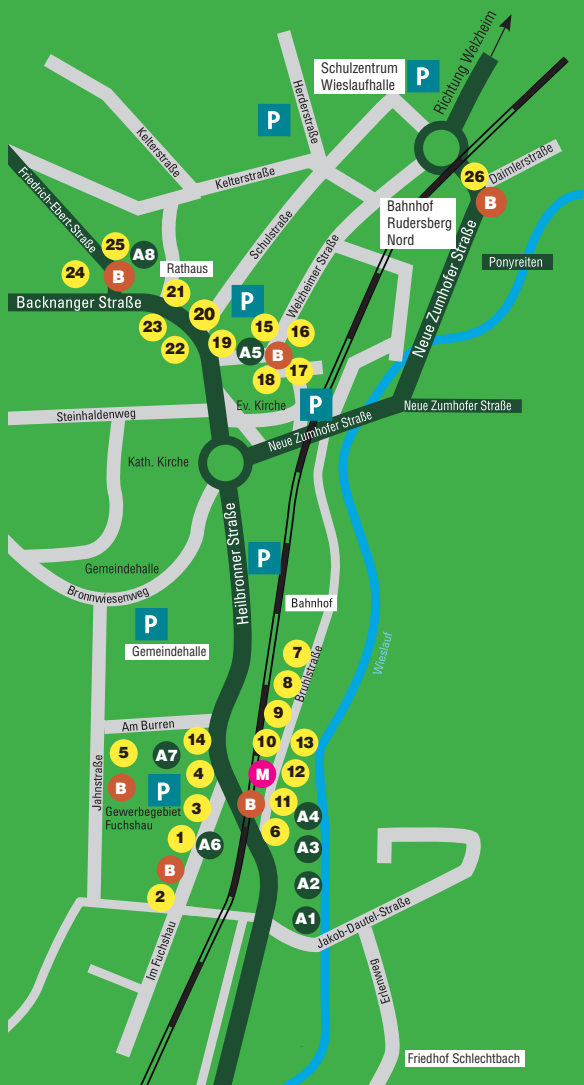 Richtung Welzheim
Schulzentrum
Wieslaufhalle
P
Herderstraße
P
Kelterstraße
Kelterstraße
26
Daimlerstraße
B
Bahnhof
Rudersberg
Nord
Friedrich-Ebert-Straße
Schulstraße
Welzheimer Straße
Neue Zumhofer Straße
Ponyreiten
25
A8
24
B
Rathaus
Backnanger Straße
21
P
20
23
15
16
19
A5
B
22
18
17
Ev. Kirche
P
Steinhaldenweg
Neue Zumhofer Straße
Neue Zumhofer Straße
Kath. Kirche
Heilbronner Straße
P
Gemeindehalle
Bronnwiesenweg
Bahnhof
P
Gemeindehalle
Wieslauf
7
Brühlstraße
8
9
Am Burren
14
10
13
5
A7
4
M
12
Jahnstraße
B
P
B
11
Gewerbegebiet
Fuchshau
3
A4
6
1
A6
A3
B
A2
2
A1
Im Fuchshau
Jakob-Dautel-Straße
Erlenweg
Friedhof Schlechtbach